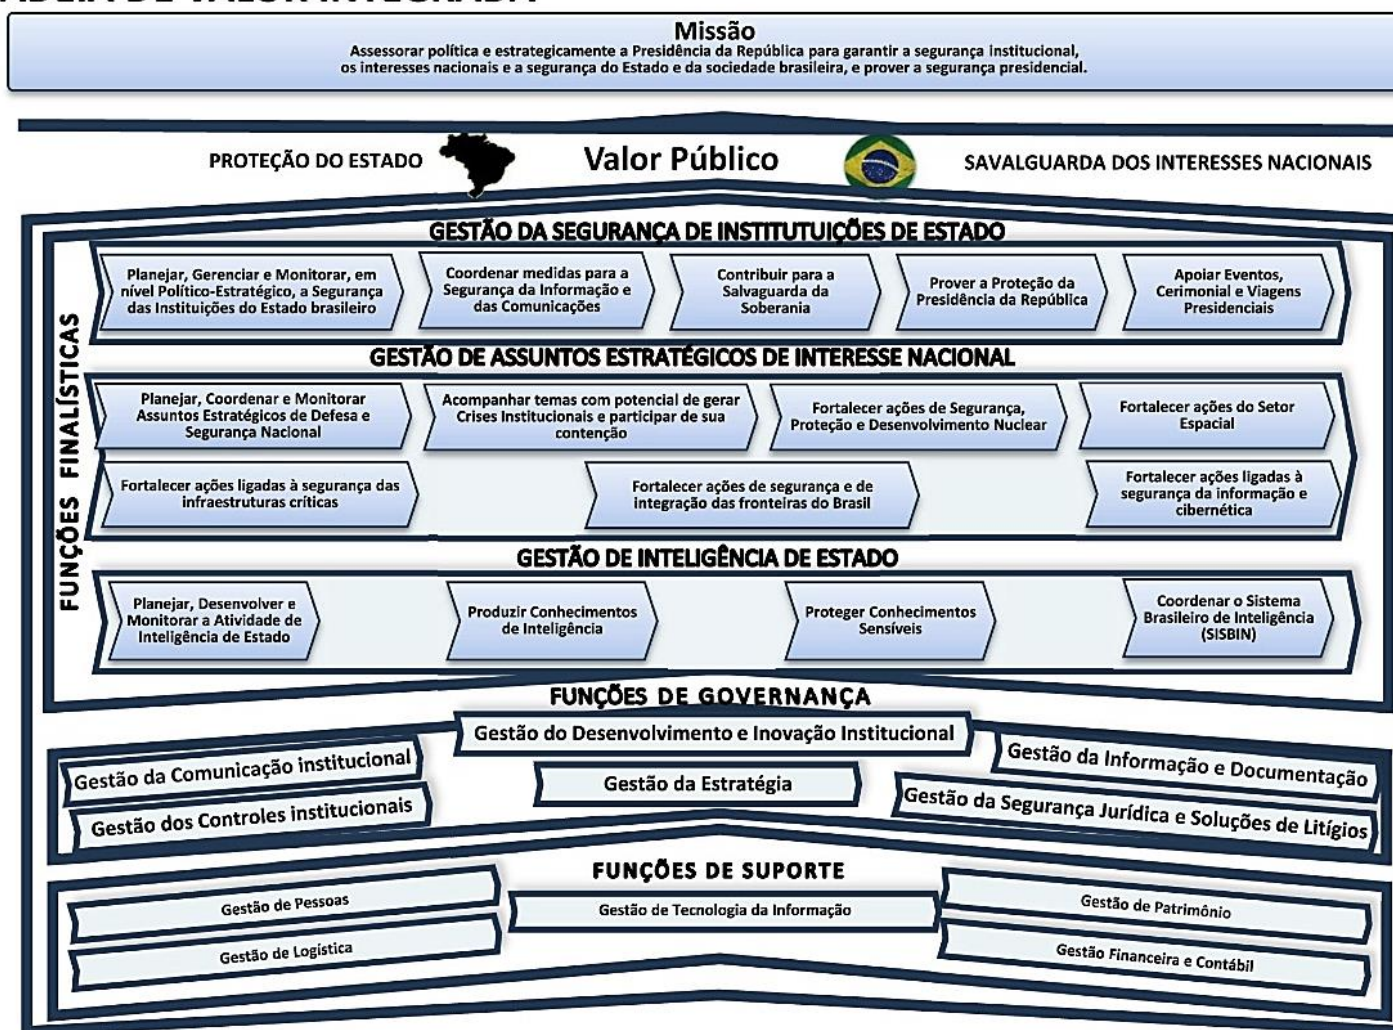 CADEIA DE VALOR INTEGRADA
Missão
Assessorar política e estrategicamente a Presidência da República para garantir a segurança institucional,
os interesses nacionais e a segurança do Estado e da sociedade brasileira, e prover a segurança presidencial.
PROTEÇÃO DO ESTADO
Valor Público
SAVALGUARDA DOS INTERESSES NACIONAIS
FUNÇÕES FINALÍSTICAS
GESTÃO DA SEGURANÇA DE INSTITUTUIÇÕES DE ESTADO
Planejar, Gerenciar e Monitorar, em
nível Político-Estratégico, a Segurança
das Instituições do Estado brasileiro
Coordenar medidas para a
Segurança da Informação e
das Comunicações
Contribuir para a
Salvaguarda da
Soberania
Prover a Proteção da
Presidência da República
Apoiar Eventos,
Cerimonial e Viagens
Presidenciais
GESTÃO DE ASSUNTOS ESTRATÉGICOS DE INTERESSE NACIONAL
Planejar, Coordenar e Monitorar
Assuntos Estratégicos de Defesa e
Segurança Nacional
Acompanhar temas com potencial de gerar
Crises Institucionais e participar de sua
contenção
Fortalecer ações de Segurança,
Proteção e Desenvolvimento Nuclear
Fortalecer ações do Setor
Espacial
Fortalecer ações ligadas à segurança das
infraestruturas críticas
Fortalecer ações de segurança e de
integração das fronteiras do Brasil
Fortalecer ações ligadas à
segurança da informação e
cibernética
GESTÃO DE INTELIGÊNCIA DE ESTADO
Planejar, Desenvolver e
Monitorar a Atividade de
Inteligência de Estado
Produzir Conhecimentos
de Inteligência
Proteger Conhecimentos
Sensíveis
Coordenar o Sistema
Brasileiro de Inteligência
(SISBIN)
FUNÇÕES DE GOVERNANÇA
Gestão do Desenvolvimento e Inovação Institucional
Gestão da Comunicação institucional
Gestão da Estratégia
Gestão da Informação e Documentação
Gestão dos Controles institucionais
Gestão da Segurança Jurídica e Soluções de Litígios
FUNÇÕES DE SUPORTE
Gestão de Pessoas
Gestão de Tecnologia da Informação
Gestão de Patrimônio
Gestão de Logística
Gestão Financeira e Contábil